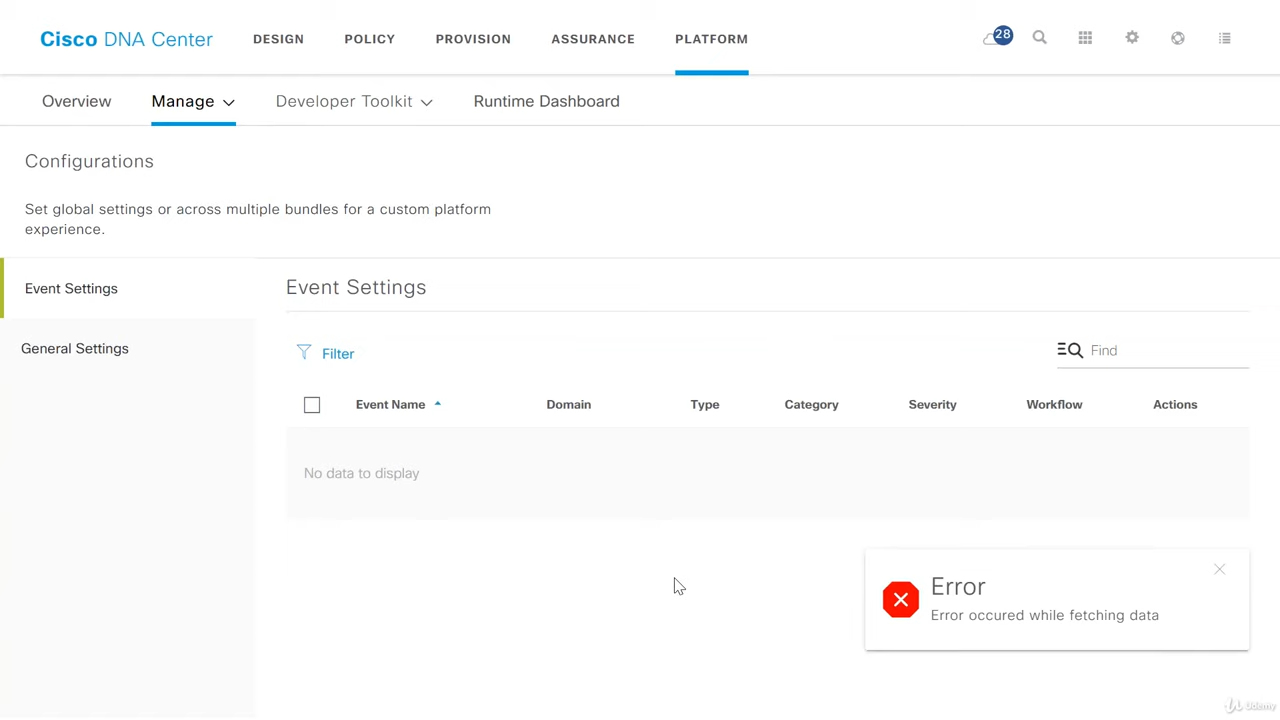 Cisco DNA Center
DESIGN
POLICY
PROVISION
ASSURANCE
PLATFORM
28
Overview
Manage
Developer Toolkit
Runtime Dashboard
Configurations
Set global settings or across multiple bundles for a custom platform
experience.
Event Settings
General Settings
Event Settings
Filter
Find
Event Name
Domain
Type
Category
Severity
Workflow
Actions
No data to display
Error
Error occured while fetching data
Udemy